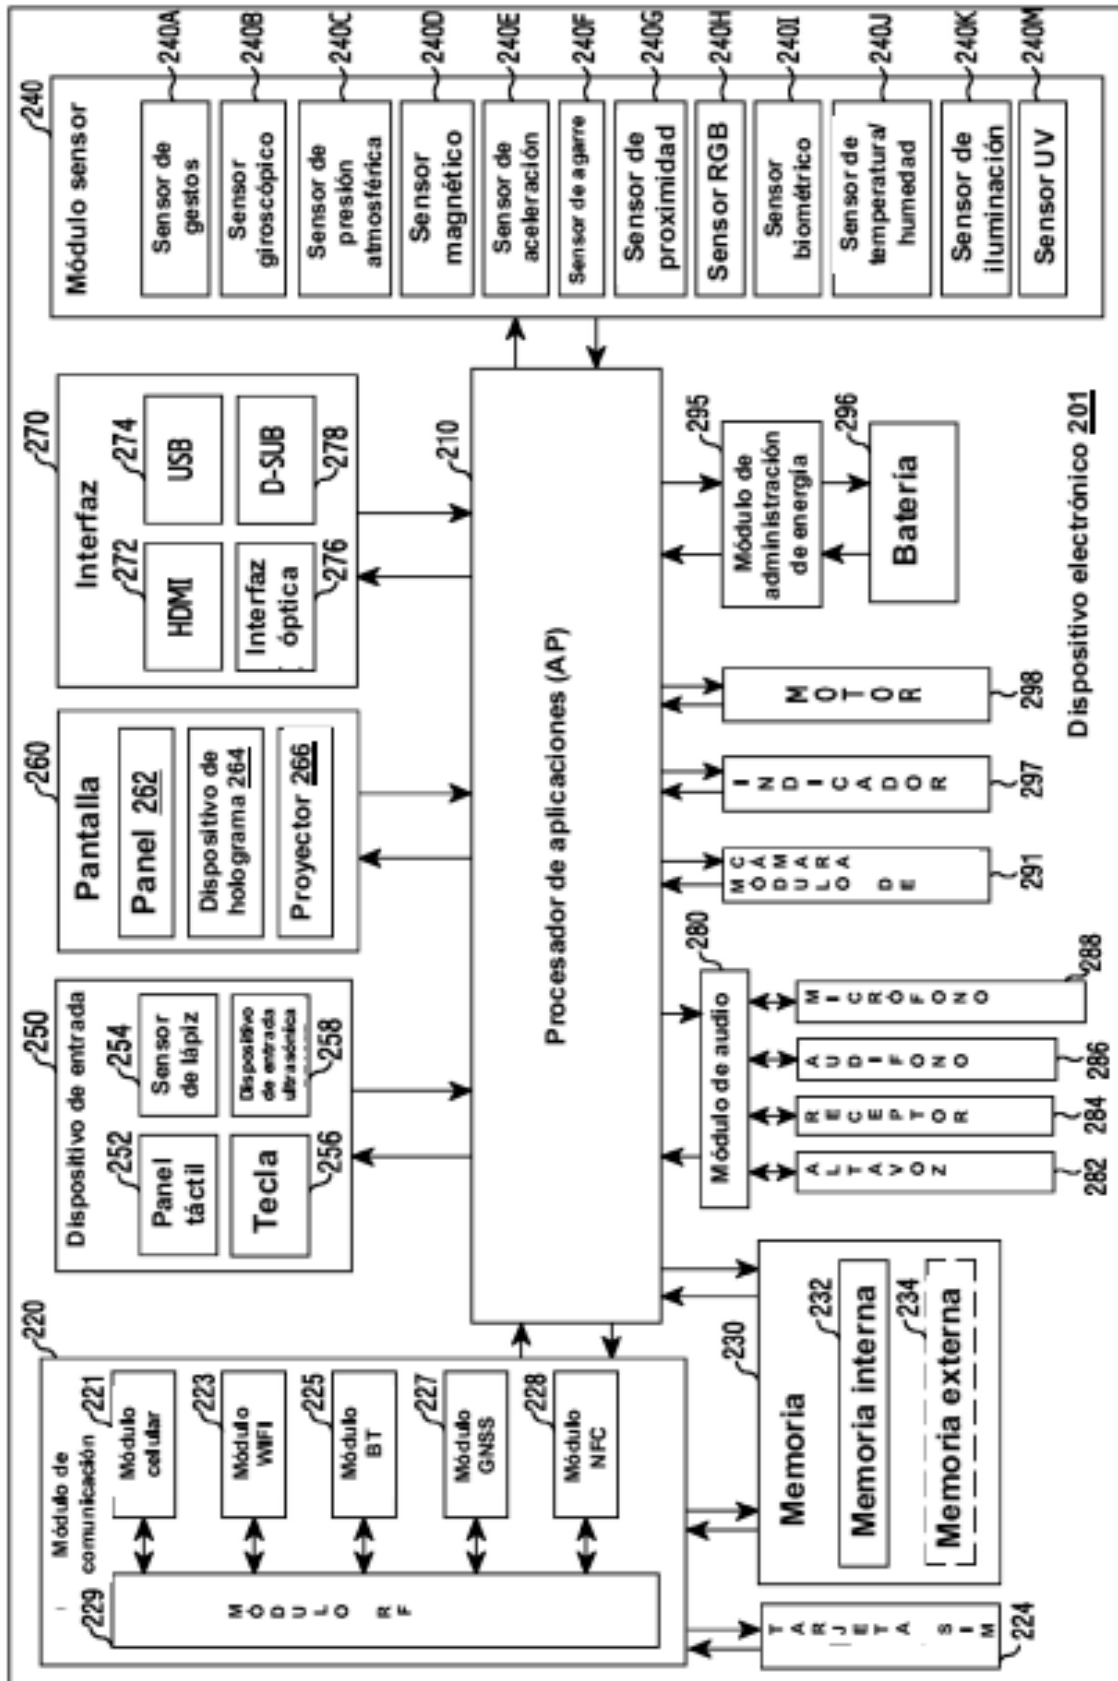 220
Módulo de
comunicación
221
Módulo
celular
223
Módulo
WIFI
225
Módulo
BT
227
Módulo
GNSS
228
Módulo
NFC
229
MÓDULO RF
250
Dispositivo de entrada
252
Panel
táctil
254
Sensor
de lápiz
Tecla
256
Dispositivo
de entrada
ultrasónica
258
260
Pantalla
Panel 262
Dispositivo de
holograma 264
Proyector 266
270
Interfaz
272
HDMI
274
USB
Interfaz
óptica
276
D-SUB
278
240
Módulo sensor
Sensor de
gestos
240A
Sensor
giroscópico
240B
Sensor de
presión
atmosférica
240C
Sensor
magnético
240D
Sensor de
aceleración
240E
Sensor de agarre
240F
Sensor de
proximidad
240G
Sensor RGB
240H
Sensor
biométrico
240I
Sensor de
temperatura/
humedad
240J
Sensor de
iluminación
240K
Sensor UV
240M
210
Procesador de aplicaciones (AP)
TARJETA SIM
224
230
Memoria
232
Memoria interna
234
Memoria externa
280
Módulo de audio
ALTAVOZ
282
RECEPTOR
284
AUDIFONO
286
MICRÓFONO
288
MÓDULO DE
CAMARA
291
INDICADOR
297
MOTOR
298
295
Módulo de
administración
de energía
296
Batería
Dispositivo electrónico 201